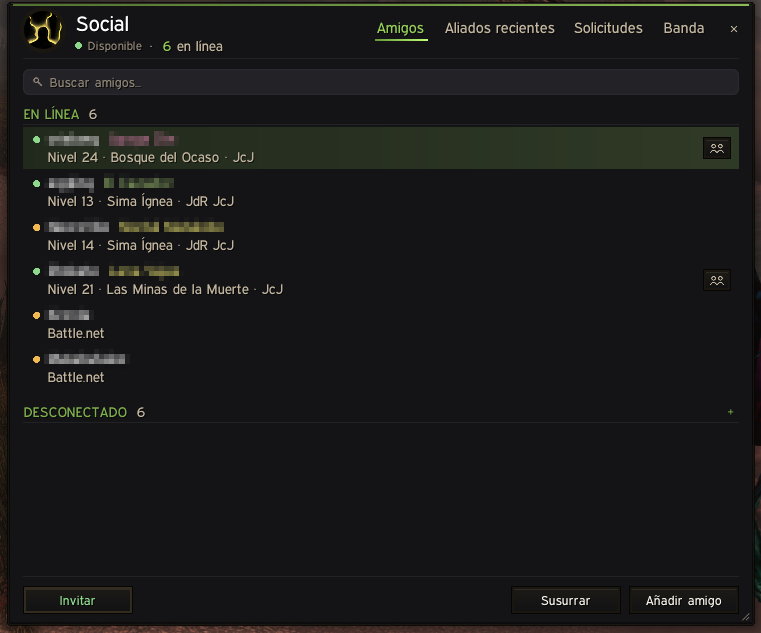 Social
Disponible · 6 en línea
Amigos Aliados recientes Solicitudes Banda ×
Buscar amigos...
EN LÍNEA 6
Nivel 24 · Bosque del Ocaso · JcJ
Nivel 13 · Sima Ígnea · JdR JcJ
Nivel 14 · Sima Ígnea · JdR JcJ
Nivel 21 · Las Minas de la Muerte · JcJ
Battle.net
Battle.net
DESCONECTADO 6 +
Invitar Susurrar Añadir amigo